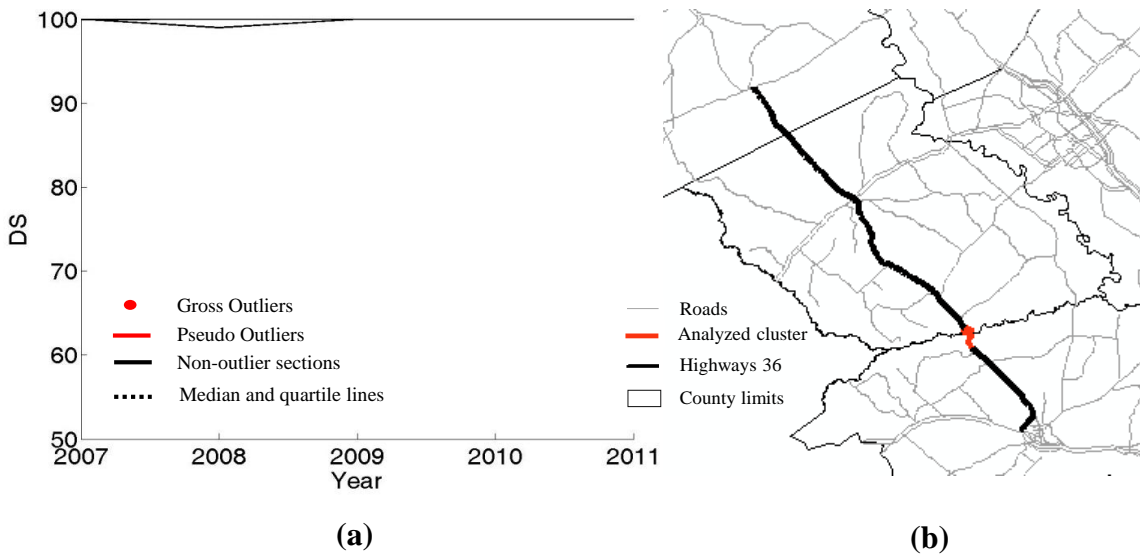 100
90
80
70
60
50
DS
Gross Outliers
Pseudo Outliers
Non-outlier sections
Median and quartile lines
2007 2008 2009 2010 2011
Year
(a)
Roads
Analyzed cluster
Highways 36
County limits
(b)